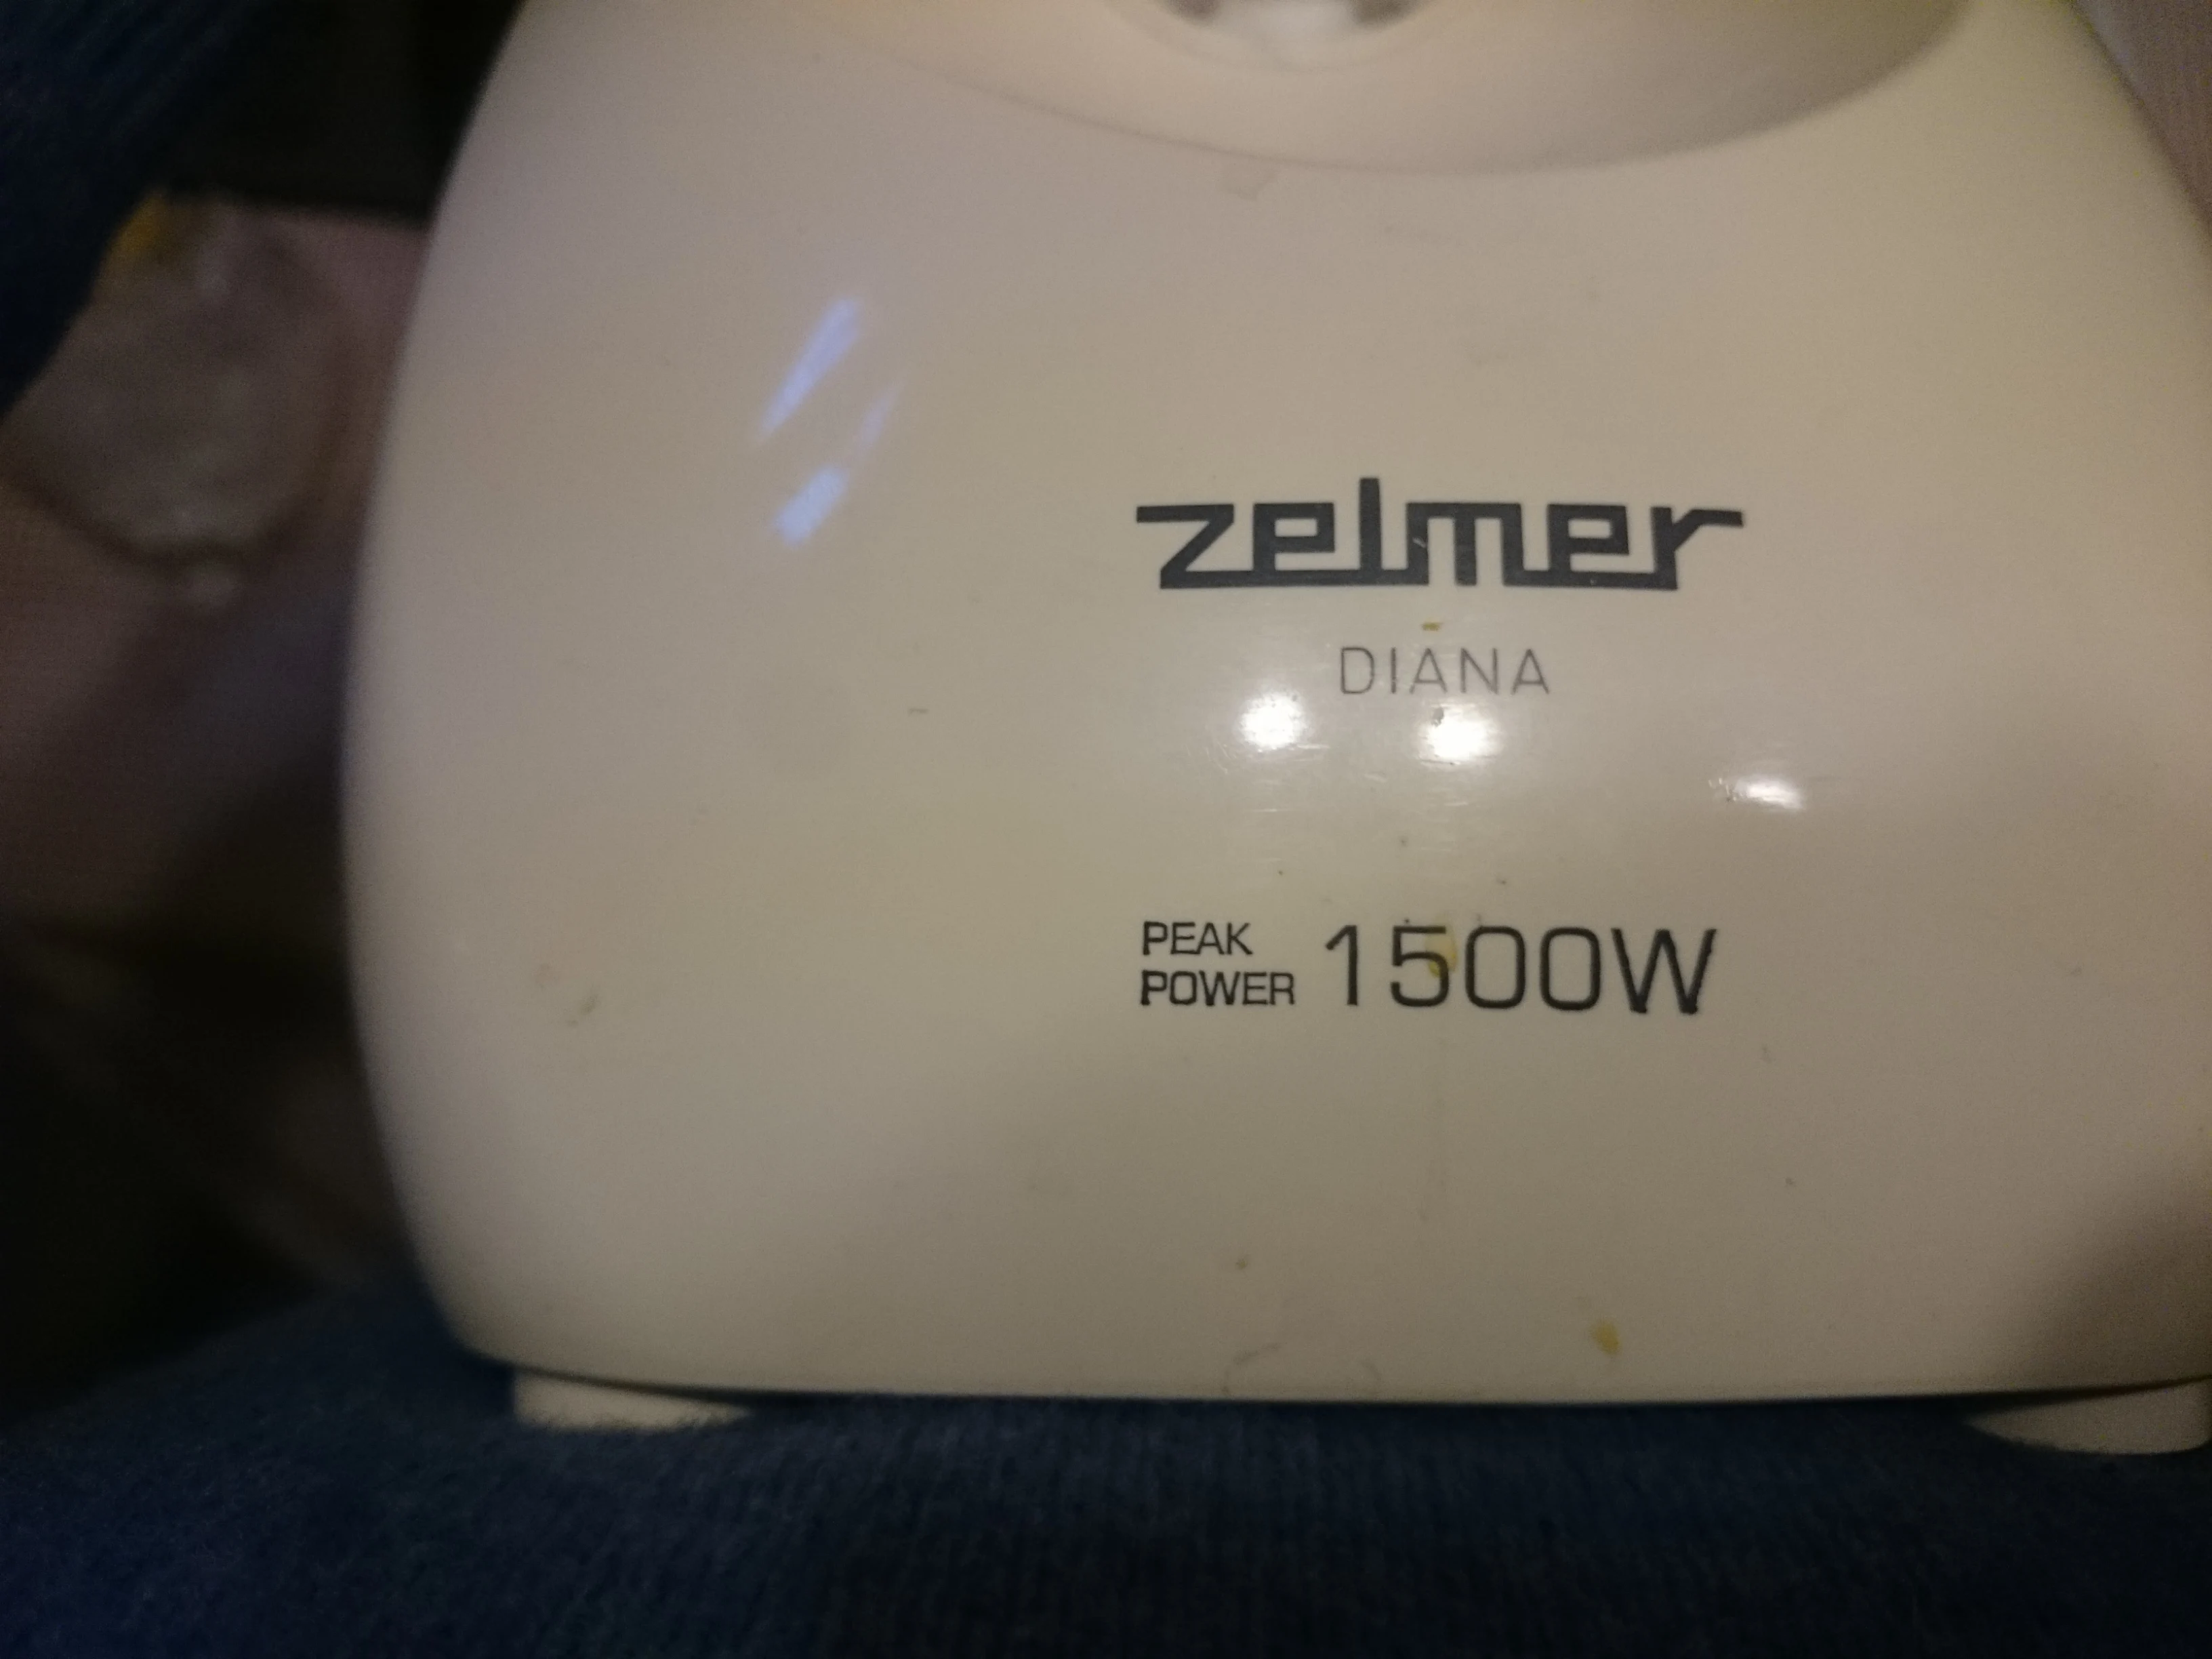 zelmer
DIANA
PEAK
POWER 1500W